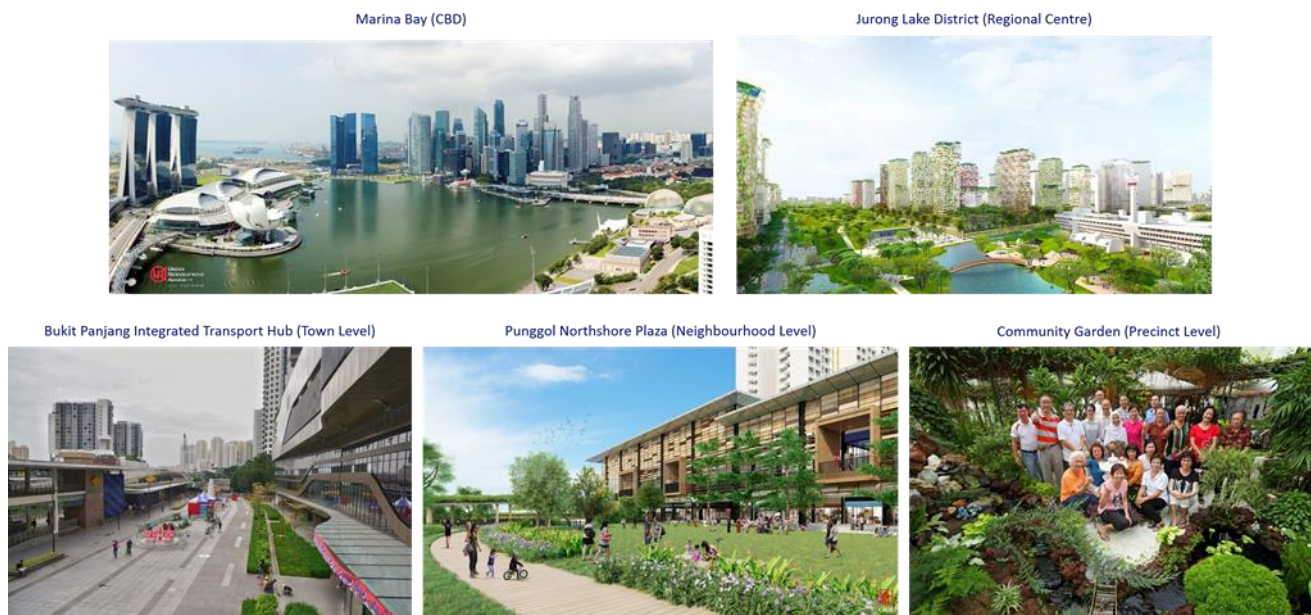 Marina Bay (CBD)
Jurong Lake District (Regional Centre)
Bukit Panjang Integrated Transport Hub (Town Level)
Punggol Northshore Plaza (Neighbourhood Level)
Community Garden (Precinct Level)